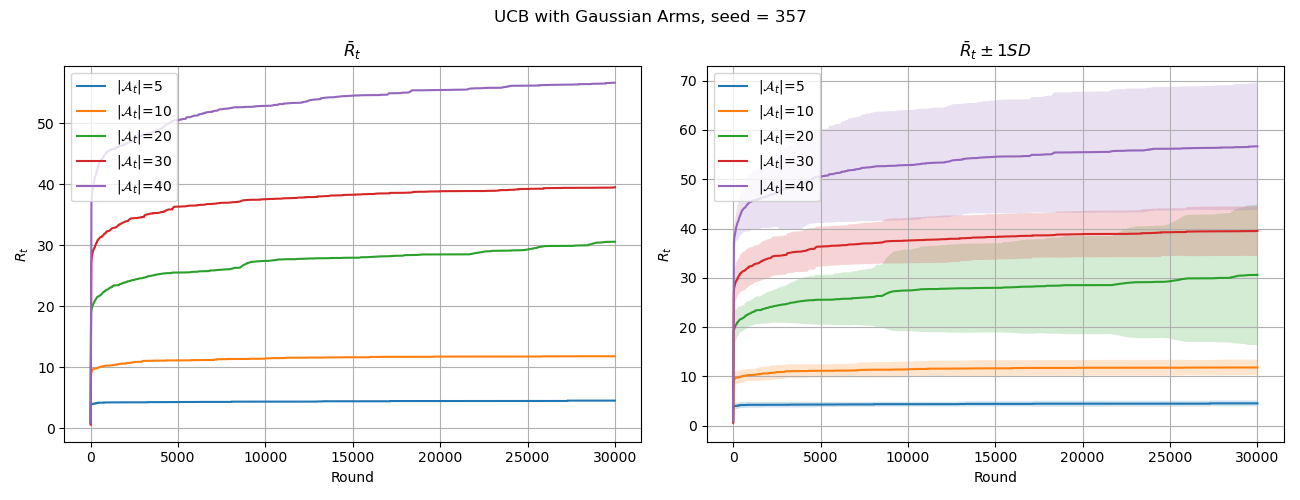 UCB with Gaussian Arms, seed = 357
R̄ₜ
|𝒜ₜ|=5
|𝒜ₜ|=10
|𝒜ₜ|=20
|𝒜ₜ|=30
|𝒜ₜ|=40
Rₜ
50
40
30
20
10
0
0 5000 10000 15000 20000 25000 30000
Round
R̄ₜ ± 1SD
|𝒜ₜ|=5
|𝒜ₜ|=10
|𝒜ₜ|=20
|𝒜ₜ|=30
|𝒜ₜ|=40
Rₜ
70
60
50
40
30
20
10
0
0 5000 10000 15000 20000 25000 30000
Round